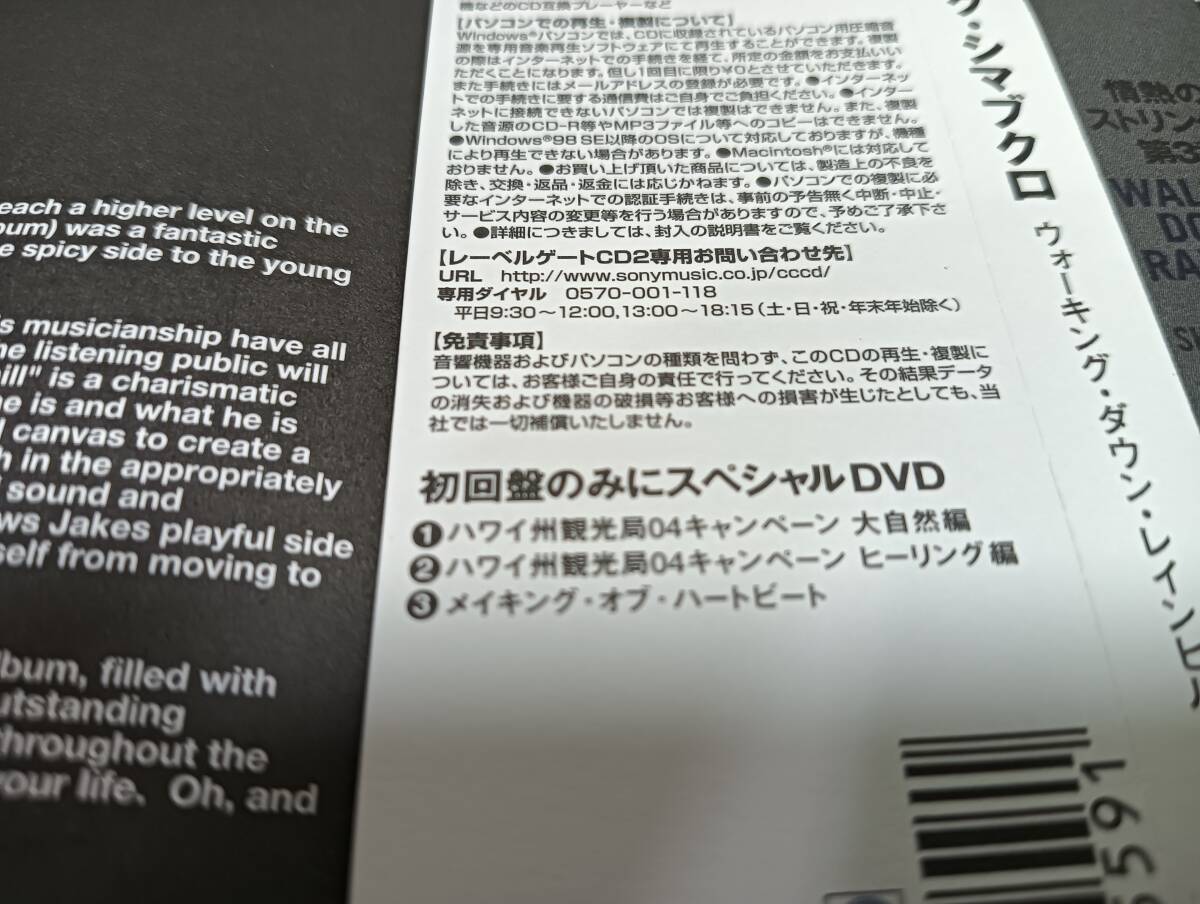 each a higher level on the
bum) was a fantastic
e spicy side to the young
s musicianship have all
he listening public will
ill" is a charismatic
he is and what he is
canvas to create a
h in the appropriately
sound and
ws Jakes playful side
self from moving to
lbum, filled with
utstanding
throughout the
your life. Oh, and
機などのCD互換プレーヤーなど
【パソコンでの再生・複製について】
Windows®パソコンでは、CDに収録されているパソコン用圧縮音
源を専用音楽再生ソフトウェアにて再生することができます。複製
の際はインターネットでの手続きを経て、所定の金額をお支払いい
ただくことになります。但し1回目に限り¥0とさせていただきます。
また手続きにはメールアドレスの登録が必要です。●インターネッ
トでの手続きに要する通信費はご自身でご負担ください。●インター
ネットに接続できないパソコンでは複製はできません。また、複製
した音源のCD-R等やMP3ファイル等へのコピーはできません。
●Windows®98 SE以降のOSについて対応しておりますが、機種
により再生できない場合があります。●Macintosh®には対応して
おりません。●お買い上げ頂いた商品については、製造上の不良を
除き、交換・返品・返金には応じかねます。●パソコンでの複製に必
要なインターネットでの認証手続きは、事前の予告無く中断・中止・
サービス内容の変更等を行う場合がありますので、予めご了承下さ
い。●詳細につきましては、封入の説明書をご覧ください。
【レーベルゲートCD2専用お問い合わせ先】
URL http://www.sonymusic.co.jp/cccd/
専用ダイヤル 0570-001-118
平日9:30～12:00,13:00～18:15(土・日・祝・年末年始除く)
【免責事項】
音響機器およびパソコンの種類を問わず、このCDの再生・複製に
ついては、お客様ご自身の責任で行ってください。その結果データ
の消失および機器の破損等お客様への損害が生じたとしても、当
社では一切補償いたしません。
初回盤のみにスペシャルDVD
❶ハワイ州観光局04キャンペーン 大自然編
❷ハワイ州観光局04キャンペーン ヒーリング編
❸メイキング・オブ・ハートビート
ク・シマブクロ ウォーキング・ダウン・レイン
情熱の
ストリン
第3
WAL
DO
RA
5591